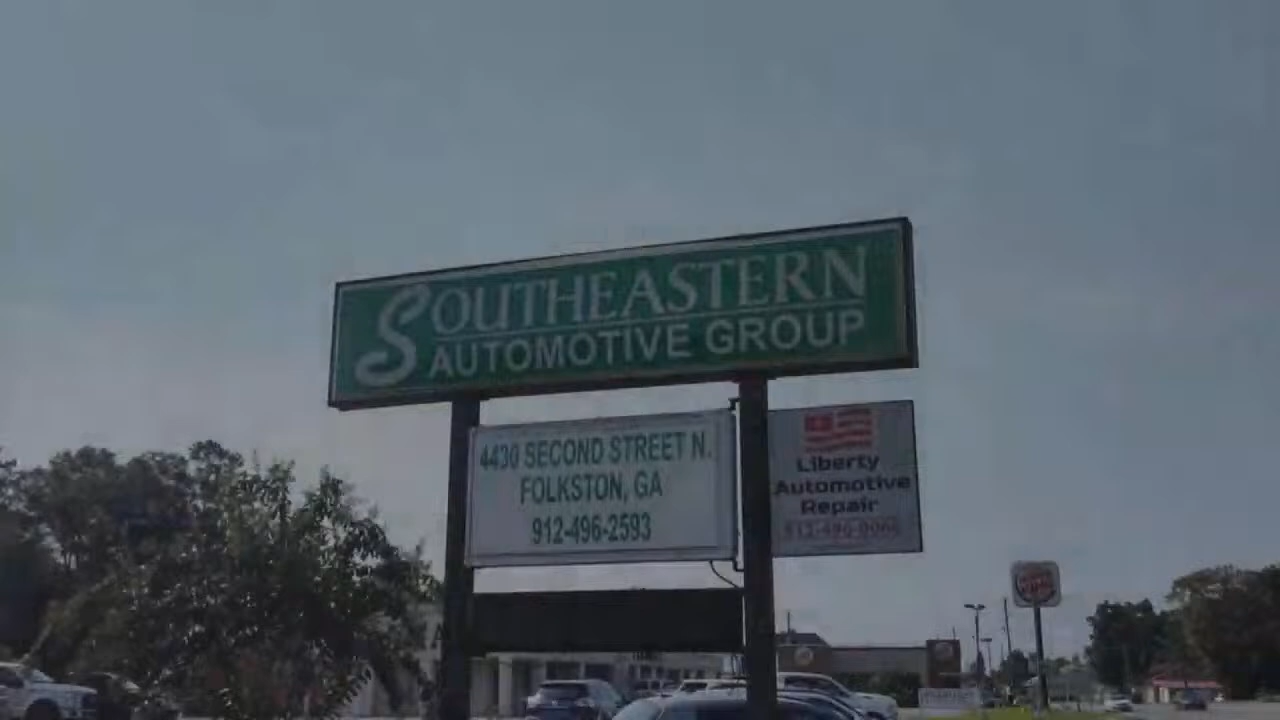 SOUTHEASTERN
AUTOMOTIVE GROUP
4430 SECOND STREET N.
FOLKSTON, GA
912-496-2593
Liberty
Automotive
Repair